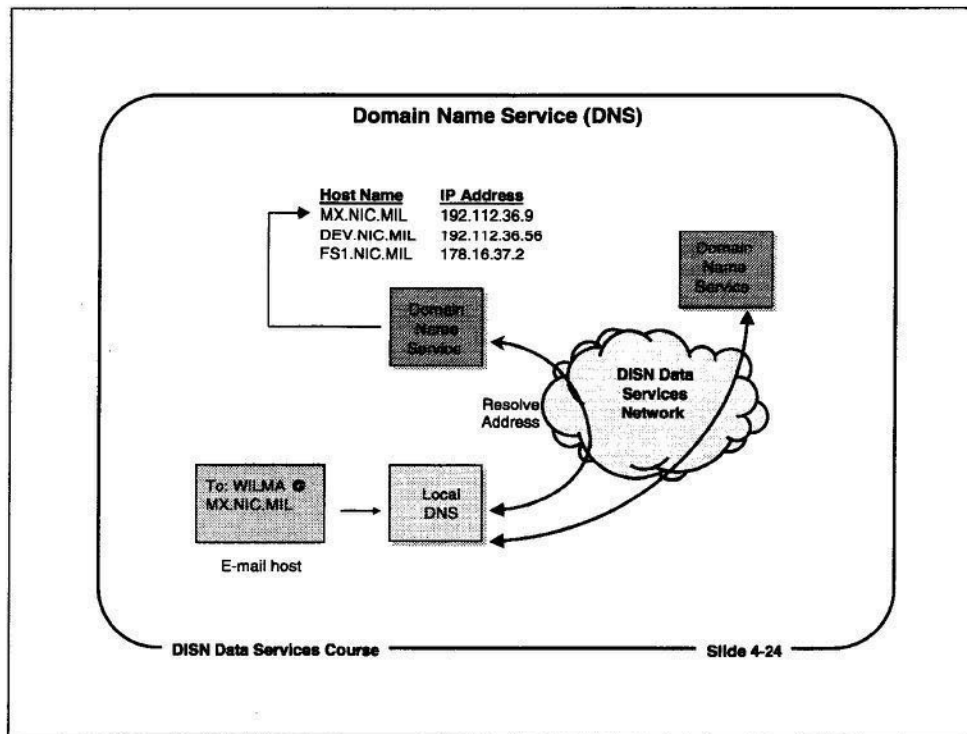 Domain Name Service (DNS)
Host Name IP Address
MX.NIC.MIL 192.112.36.9
DEV.NIC.MIL 192.112.36.56
FS1.NIC.MIL 178.16.37.2
Domain
Name
Service
Domain
Name
Service
DISN Data
Services
Network
Resolve
Address
To: WILMA @
MX.NIC.MIL
Local
DNS
E-mail host
DISN Data Services Course
Slide 4-24